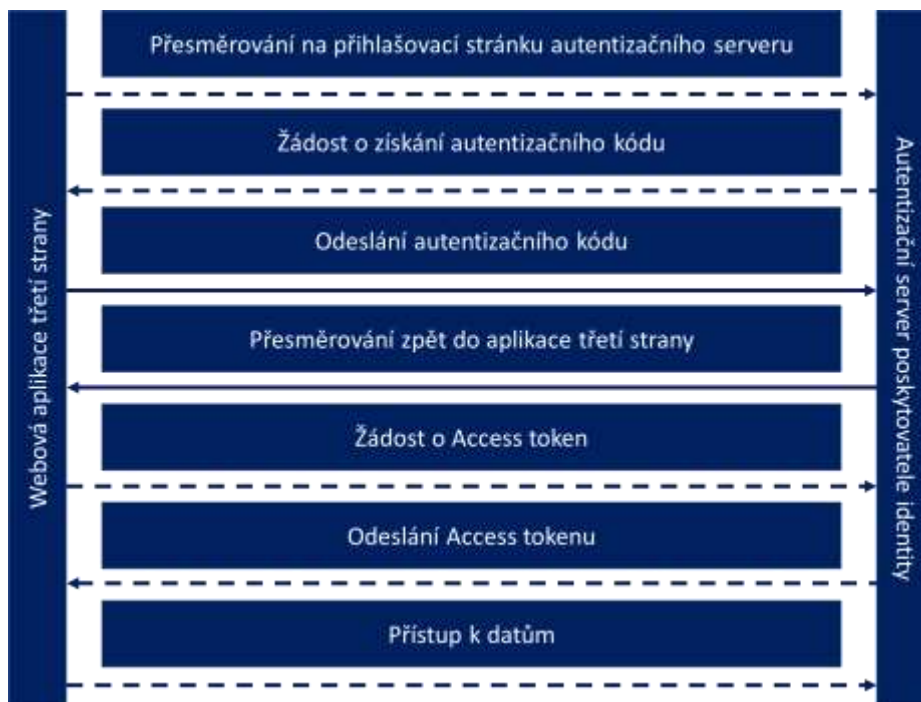 Přesměrování na přihlašovací stránku autentizačního serveru
Žádost o získání autentizačního kódu
Odeslání autentizačního kódu
Přesměrování zpět do aplikace třetí strany
Žádost o Access token
Odeslání Access tokenu
Přístup k datům
Webová aplikace třetí strany
Autentizační server poskytovatele identity